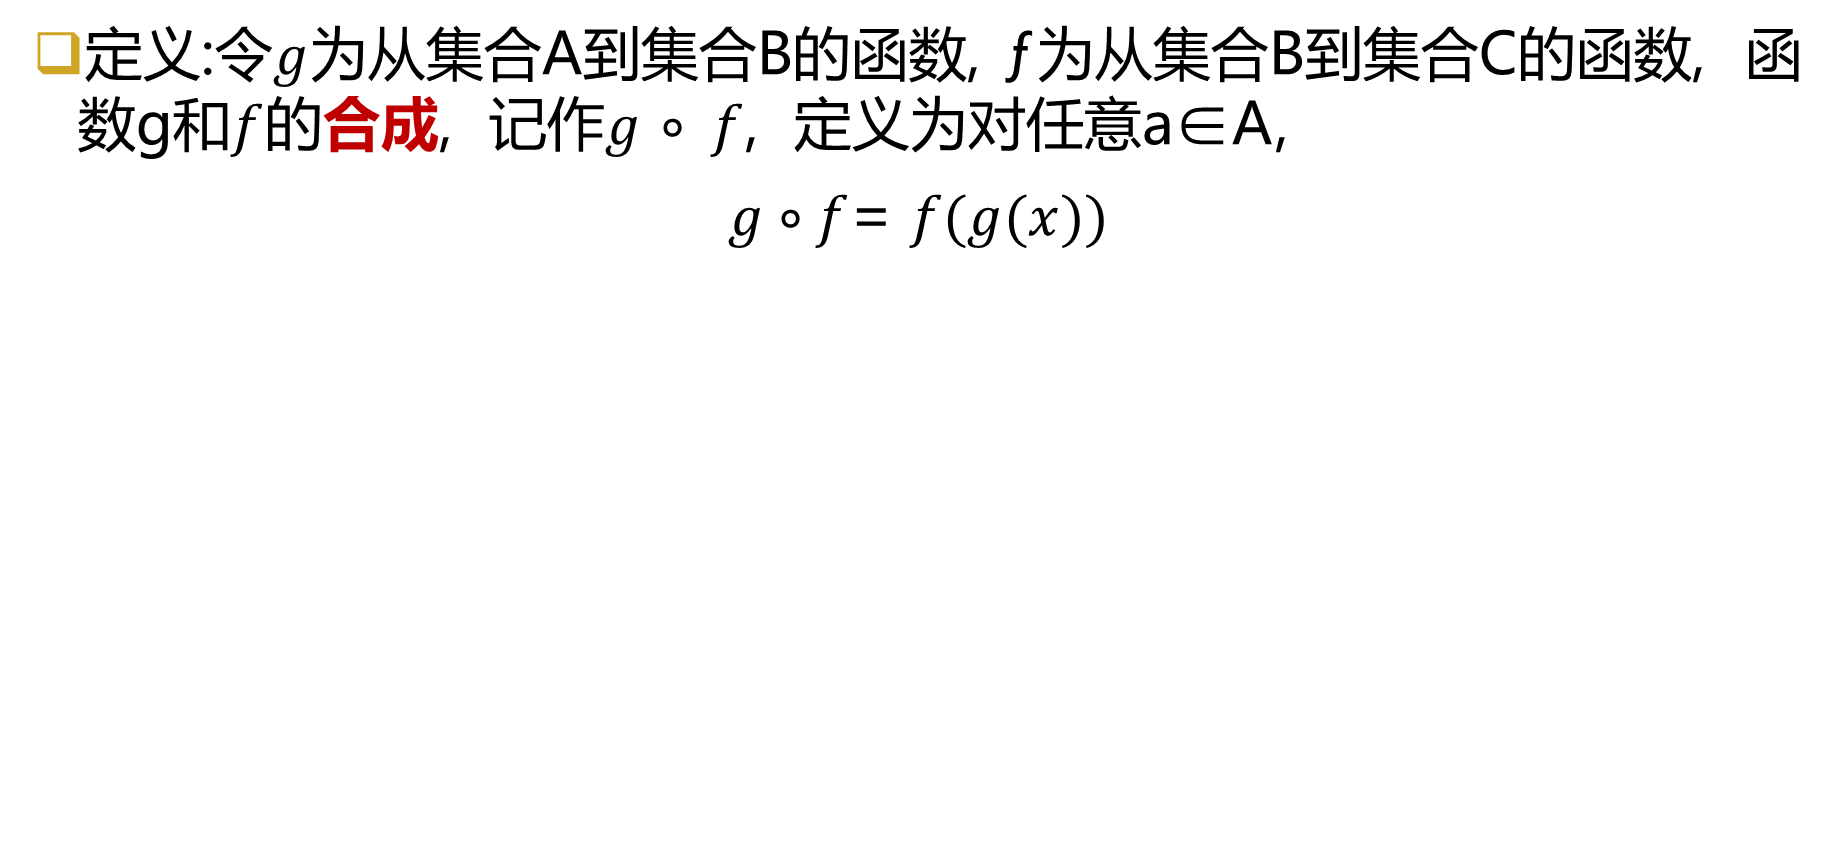 定义:令g为从集合A到集合B的函数, f为从集合B到集合C的函数, 函
数g和f的合成, 记作g ∘ f, 定义为对任意a∈A,
g ∘ f = f(g(x))